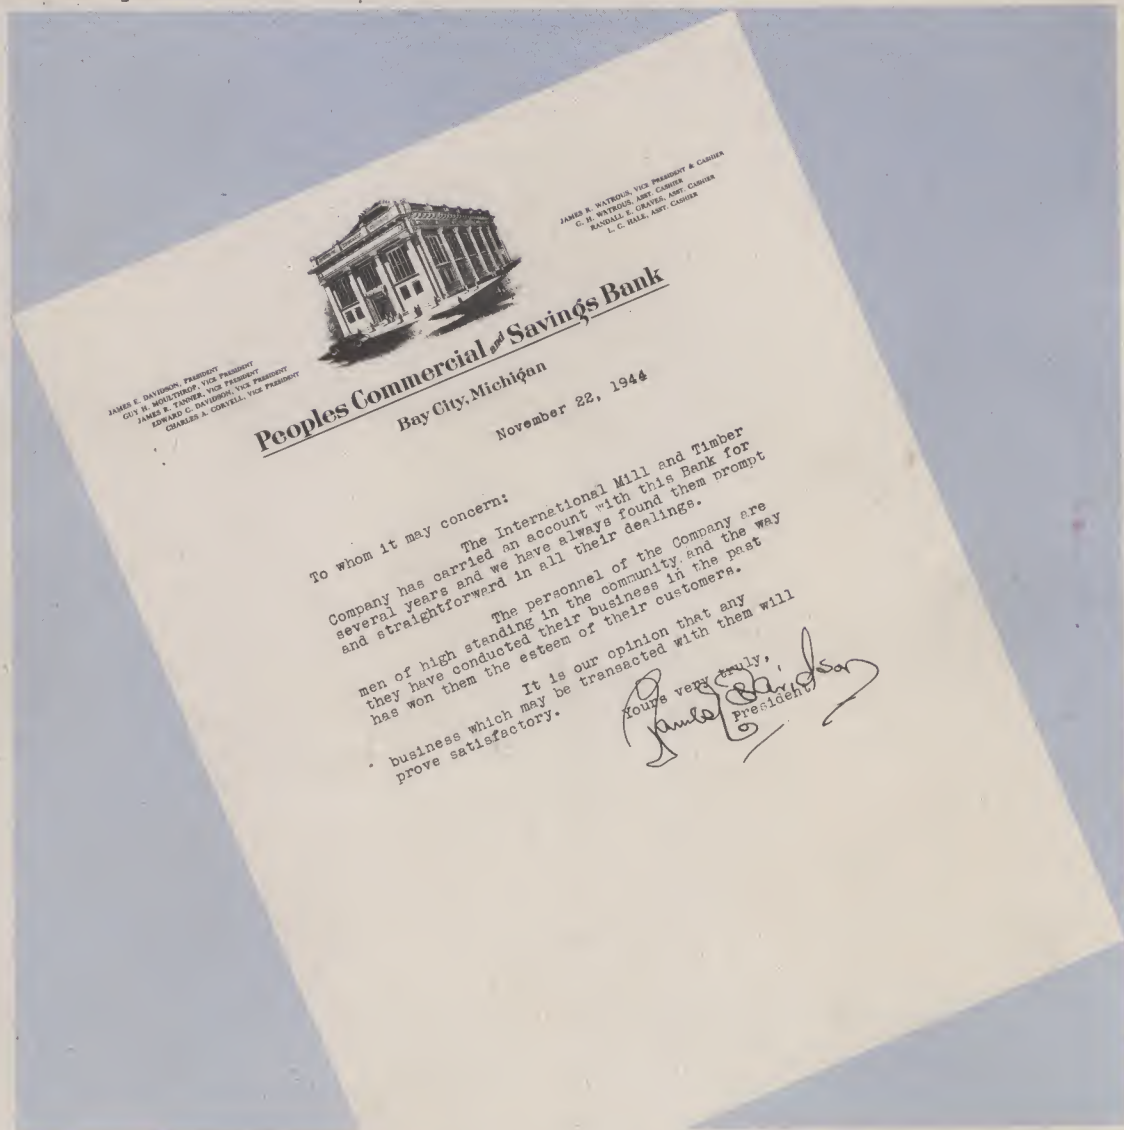 JAMES E. DAVIDSON, PRESIDENT
GUY H. MOULTHROP, VICE PRESIDENT
JAMES R. TANNER, VICE PRESIDENT
EDWARD C. DAVIDSON, VICE PRESIDENT
CHARLES A. CORYELL, VICE PRESIDENT
JAMES K. WATROUS, VICE PRESIDENT & CASHIER
G. H. WATROUS, ASST. CASHIER
RANDALL E. GRAVES, ASST. CASHIER
L. C. HALE, ASST. CASHIER
Peoples Commercial and Savings Bank
Bay City, Michigan
November 22, 1944
To whom it may concern:
The International Mill and Timber
Company has carried an account with this Bank for
several years and we have always found them prompt
and straightforward in all their dealings.
The personnel of the Company are
men of high standing in the community and the way
they have conducted their business in the past
has won them the esteem of their customers.
It is our opinion that any
business which may be transacted with them will
prove satisfactory.
Yours very truly,
James E Davidson
President